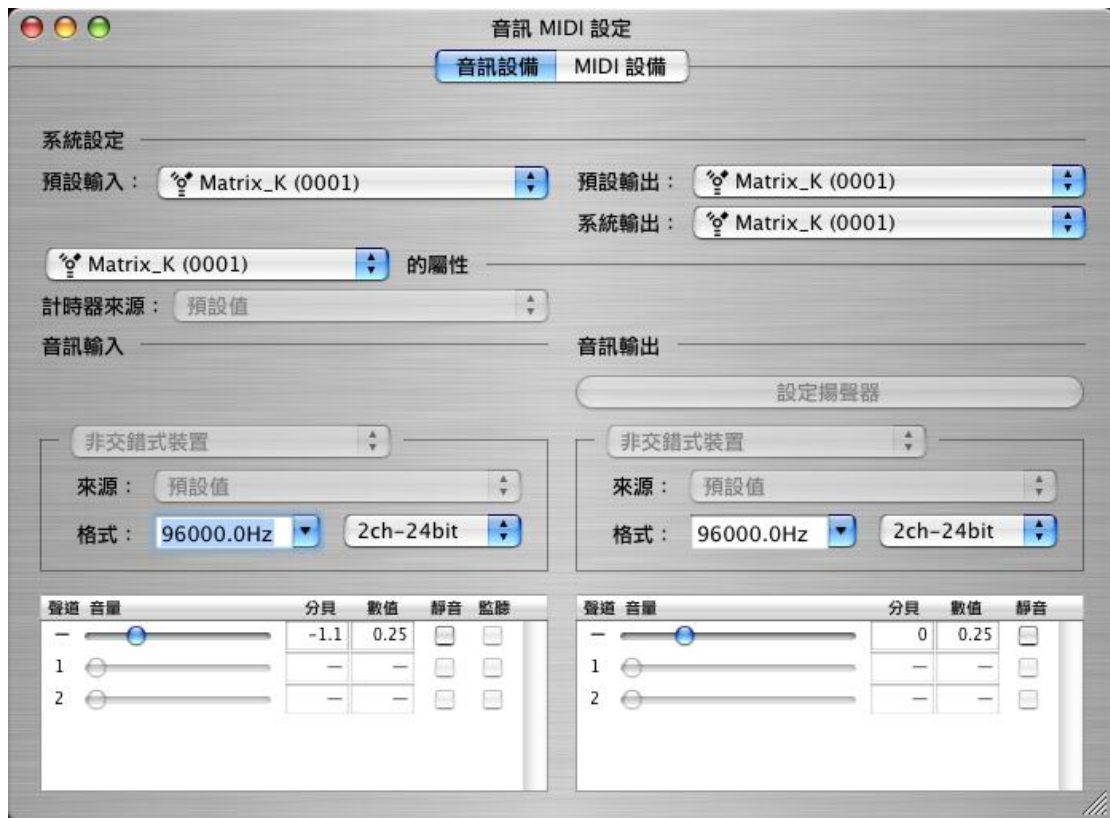 音訊 MIDI 設定
音訊設備 MIDI 設備
系統設定
預設輸入： Matrix_K (0001) 預設輸出： Matrix_K (0001)
系統輸出： Matrix_K (0001)
Matrix_K (0001) 的屬性
計時器來源： 預設值
音訊輸入 音訊輸出
設定揚聲器
非交錯式裝置 非交錯式裝置
來源： 預設值 來源： 預設值
格式： 96000.0Hz 2ch-24bit 格式： 96000.0Hz 2ch-24bit
聲道 音量 分貝 數值 靜音 監聽 聲道 音量 分貝 數值 靜音
— -1.1 0.25 — 0 0.25
1 — — 1 — —
2 — — 2 — —